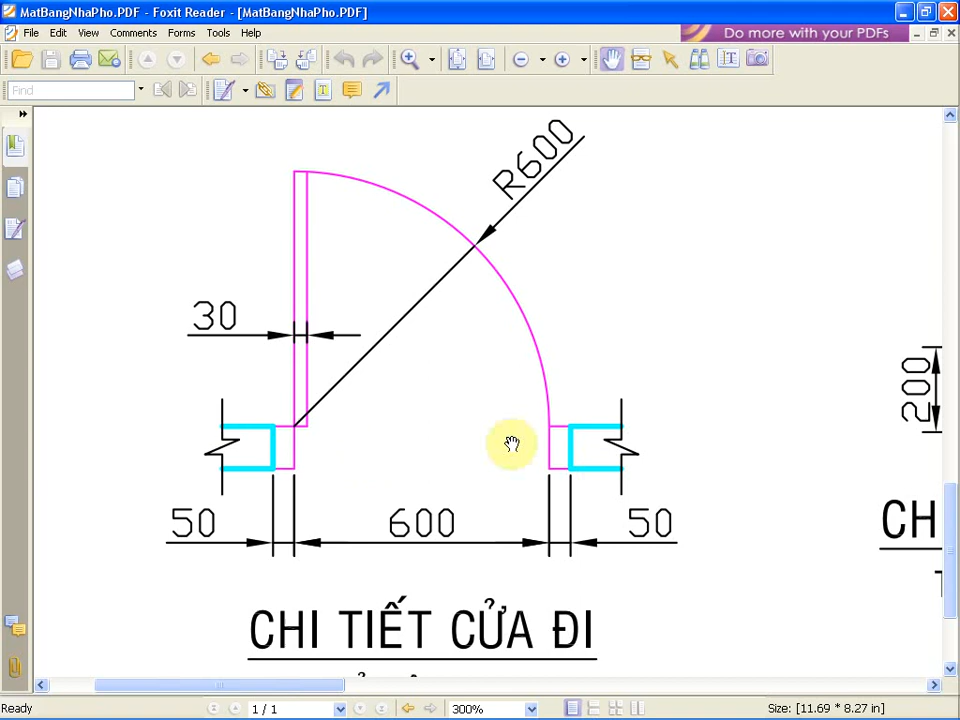 MatBangNhaPho.PDF - Foxit Reader - [MatBangNhaPho.PDF]
File Edit View Comments Forms Tools Help
Do more with your PDFs
Find
R600
30
200
50 600 50
CHI TIẾT CỬA ĐI
CH
Ready
1 / 1
300%
Size: [11.69 * 8.27 in]